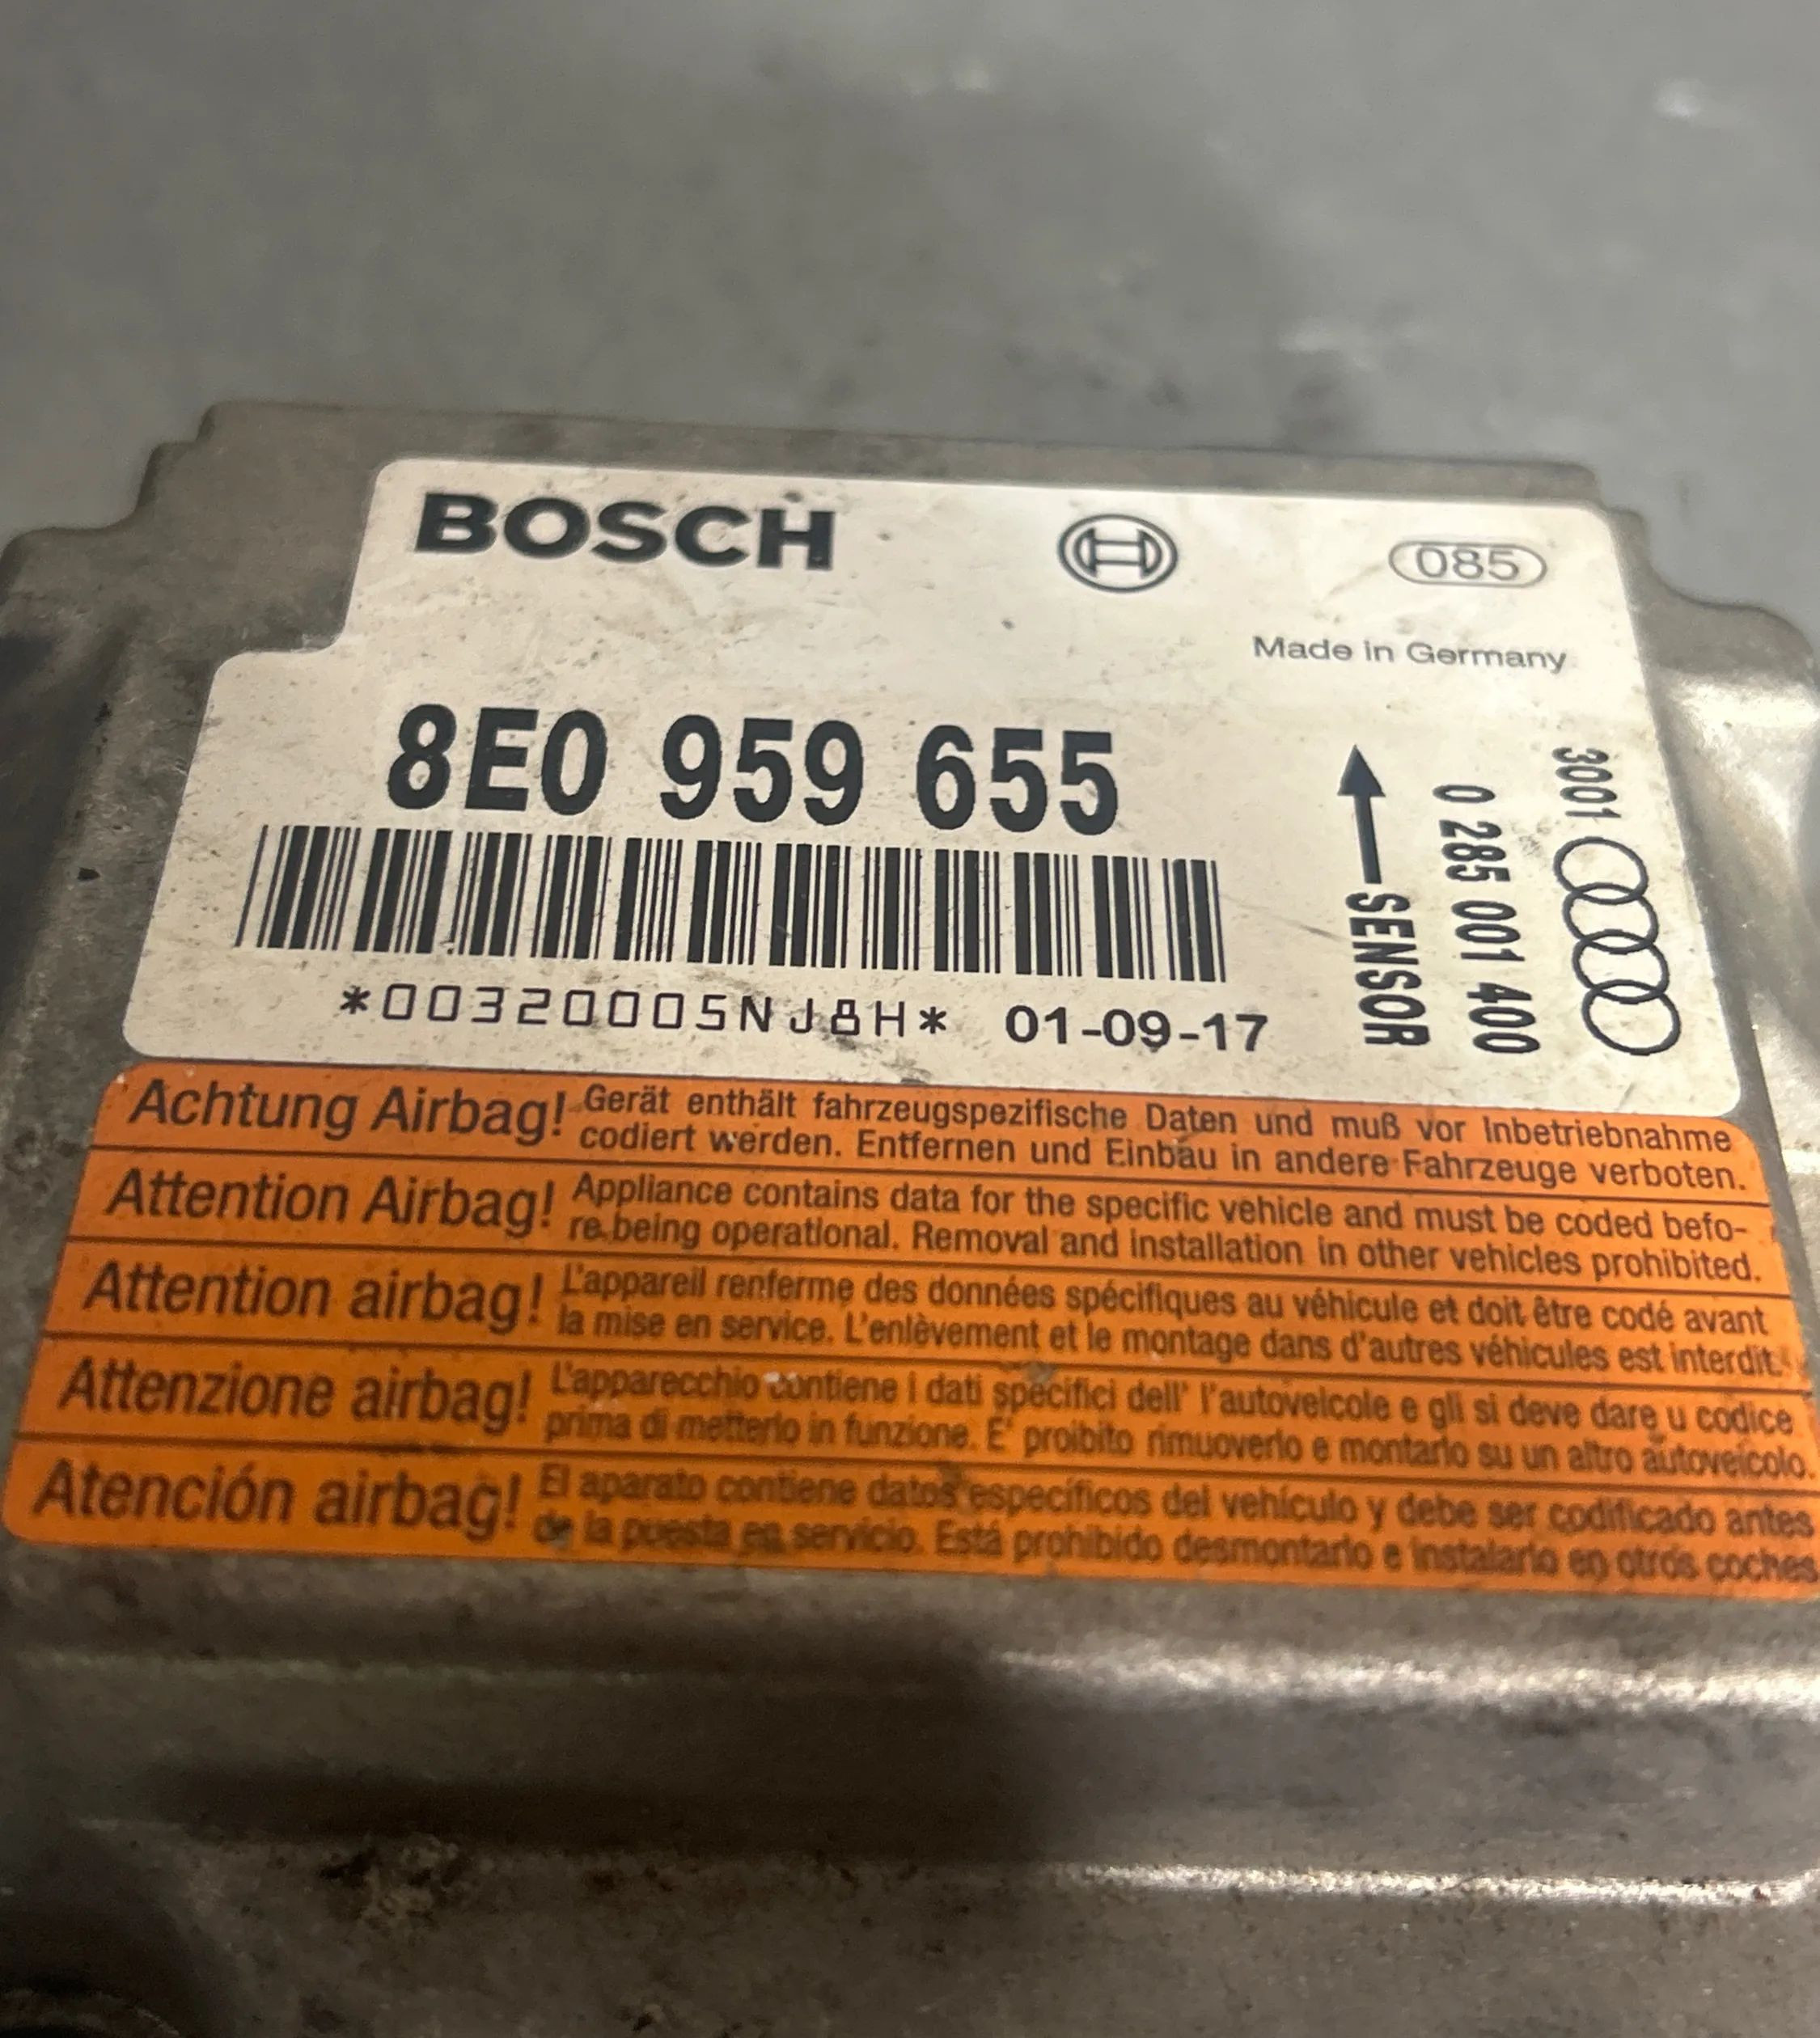 BOSCH
085
Made in Germany
8E0 959 655
*00320005NJ8H* 01-09-17
SENSOR
0 285 001 400
3001
Achtung Airbag! Gerät enthält fahrzeugspezifische Daten und muß vor Inbetriebnahme
codiert werden. Entfernen und Einbau in andere Fahrzeuge verboten.
Attention Airbag! Appliance contains data for the specific vehicle and must be coded befo-
re being operational. Removal and installation in other vehicles prohibited.
Attention airbag! L'appareil renferme des données spécifiques au véhicule et doit être codé avant
la mise en service. L'enlèvement et le montage dans d'autres véhicules est interdit.
Attenzione airbag! L'apparecchio contiene i dati specifici dell' l'autoveicole e gli si deve dare u codice
prima di metterlo in funzione. E' proibito rimuoverlo e montarlo su un altro autoveicolo.
Atención airbag! El aparato contiene datos específicos del vehículo y debe ser codificado antes
de la puesta en servicio. Está prohibido desmontarlo e instalarlo en otros coches